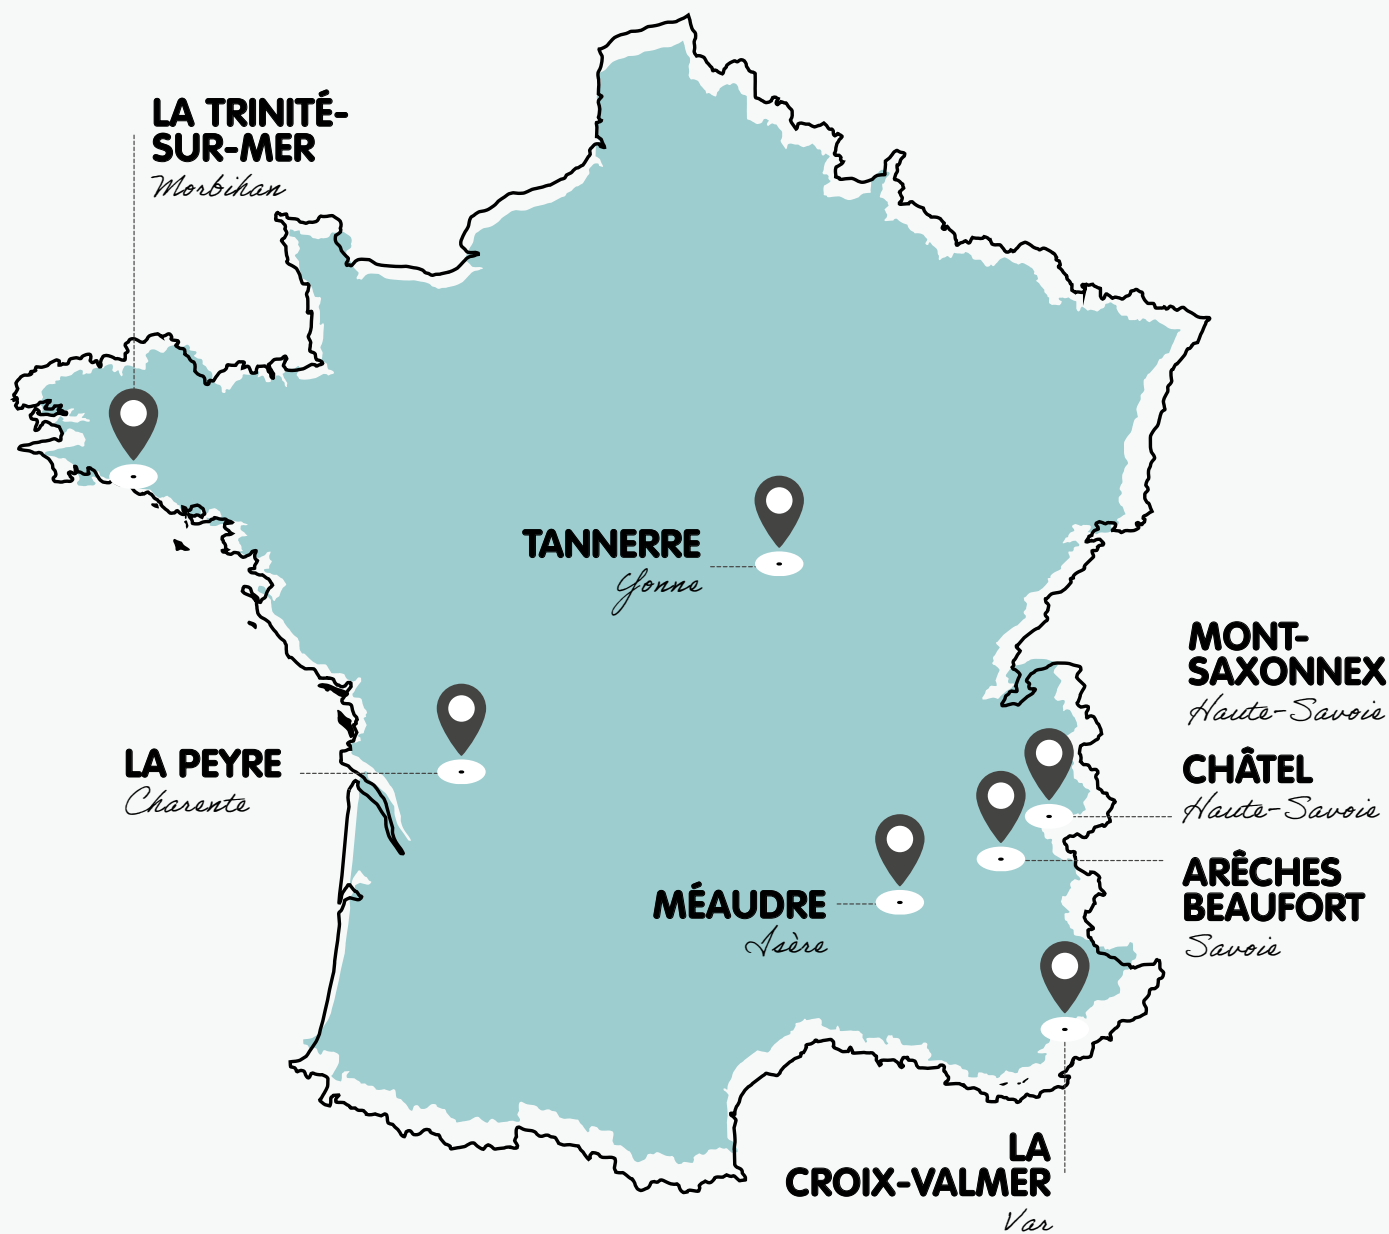 LA TRINITÉ-
SUR-MER
Morbihan
TANNERRE
Yonne
MONT-
SAXONNEX
Haute-Savoie
LA PEYRE
Charente
CHÂTEL
Haute-Savoie
ARÊCHES
BEAUFORT
Savoie
MÉAUDRE
Isère
LA
CROIX-VALMER
Var